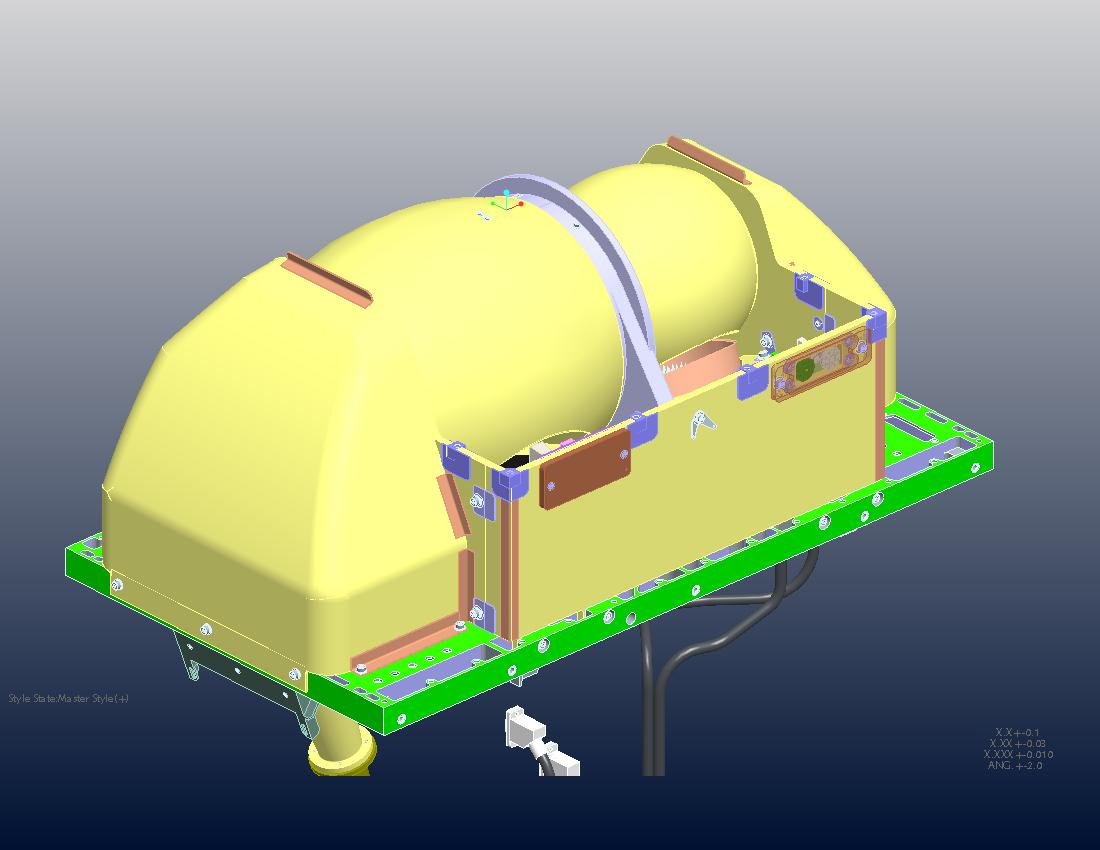 Style State:Master Style(+)
X.X+-0.1
X.XX+-0.03
X.XXX+-0.010
ANG.+-2.0